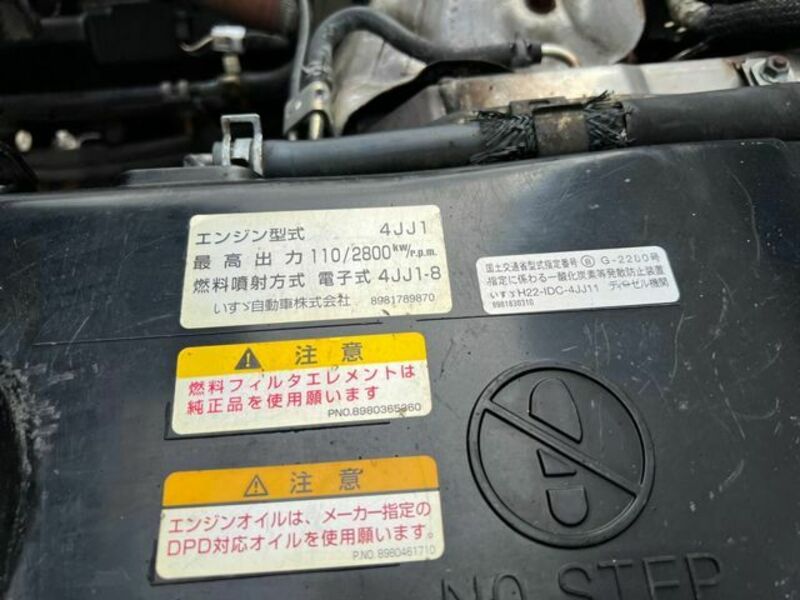 エンジン型式 4JJ1
最高出力 110/2800kW/r.p.m.
燃料噴射方式 電子式 4JJ1-8
いすゞ自動車株式会社 8981789870
国土交通省型式指定番号 Ⓑ G-2200号
指定に係わる一酸化炭素等発散防止装置
いすゞH22-IDC-4JJ11 ディーゼル機関
8981830310
注意
燃料フィルタエレメントは
純正品を使用願います
PNO.8980365360
注意
エンジンオイルは、メーカー指定の
DPD対応オイルを使用願います。
P.NO. 8980461710
NO STEP